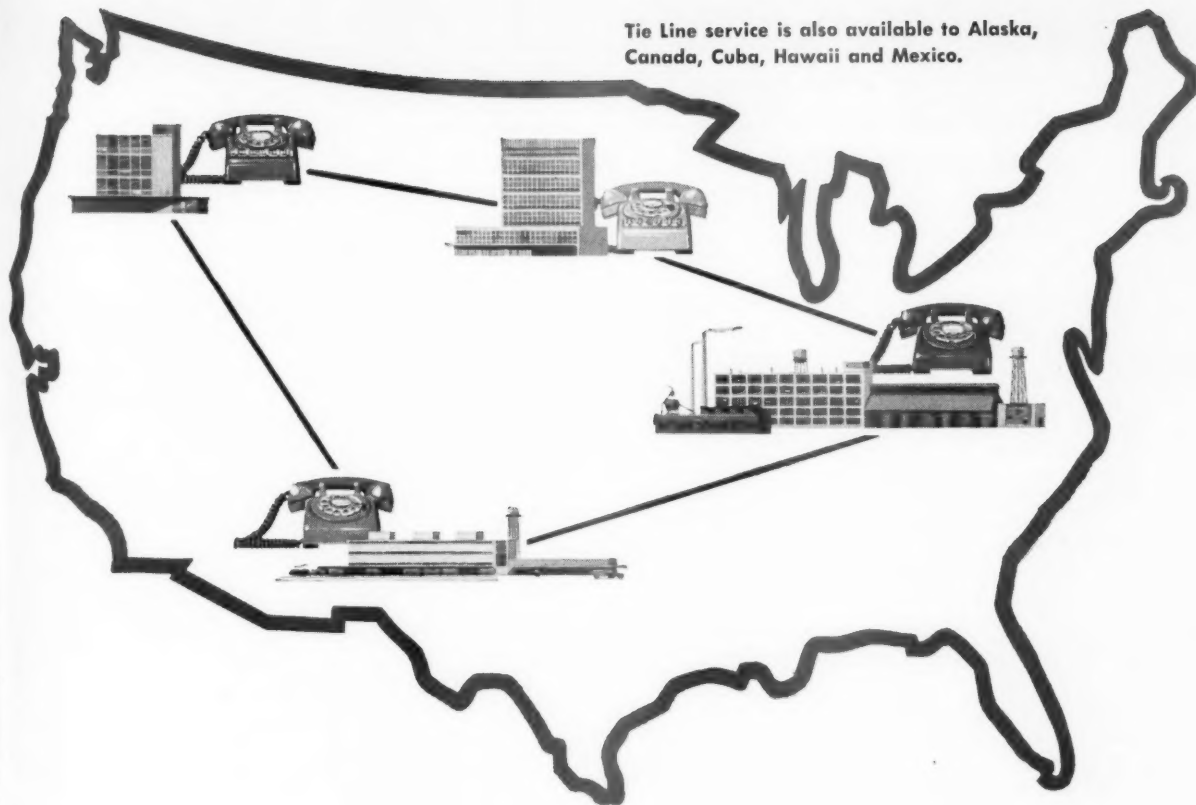 Tie Line service is also available to Alaska,
Canada, Cuba, Hawaii and Mexico.